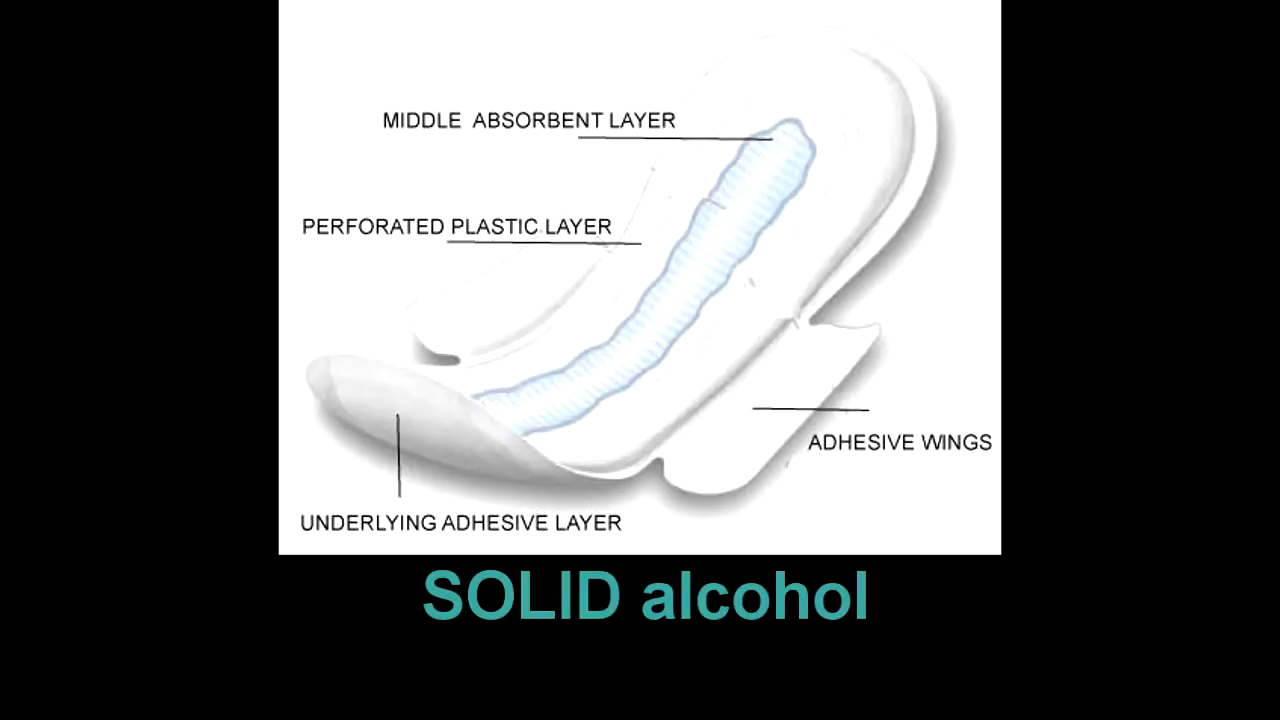 MIDDLE ABSORBENT LAYER
PERFORATED PLASTIC LAYER
ADHESIVE WINGS
UNDERLYING ADHESIVE LAYER
SOLID alcohol